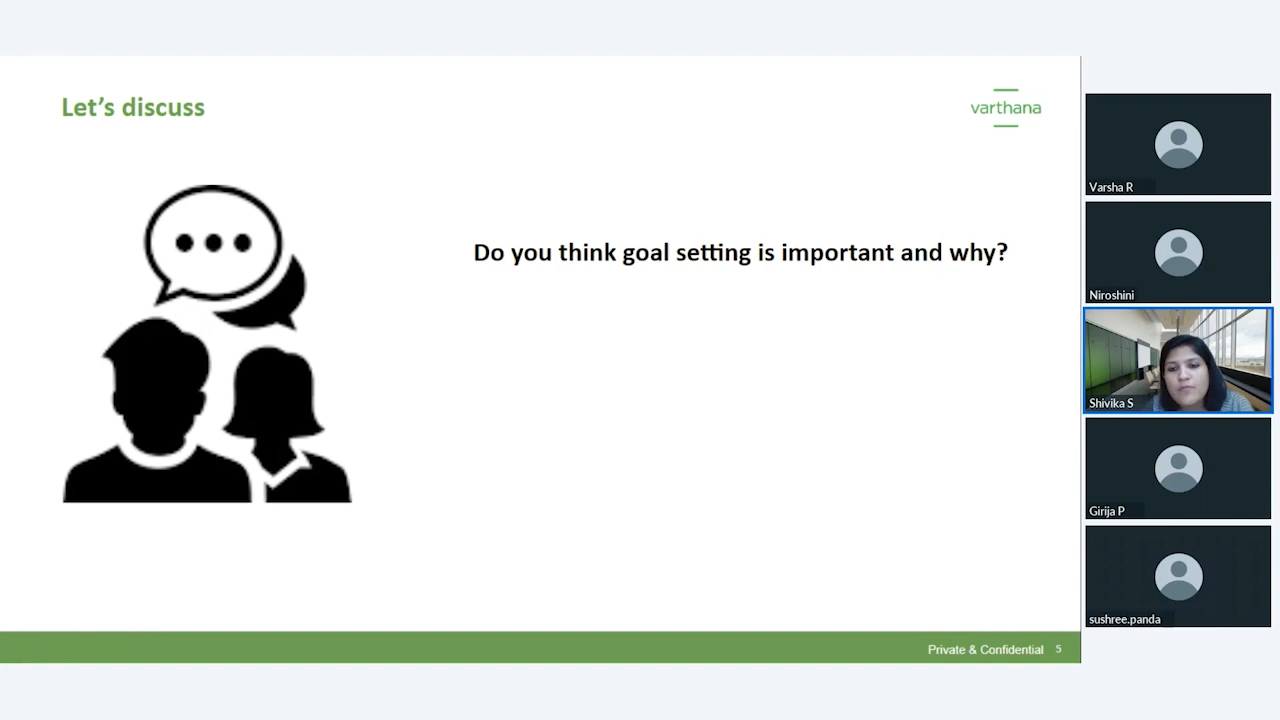 Let's discuss
varthana
Do you think goal setting is important and why?
Private & Confidential 5
Varsha R
Niroshini
Shivika S
Girija P
sushree.panda